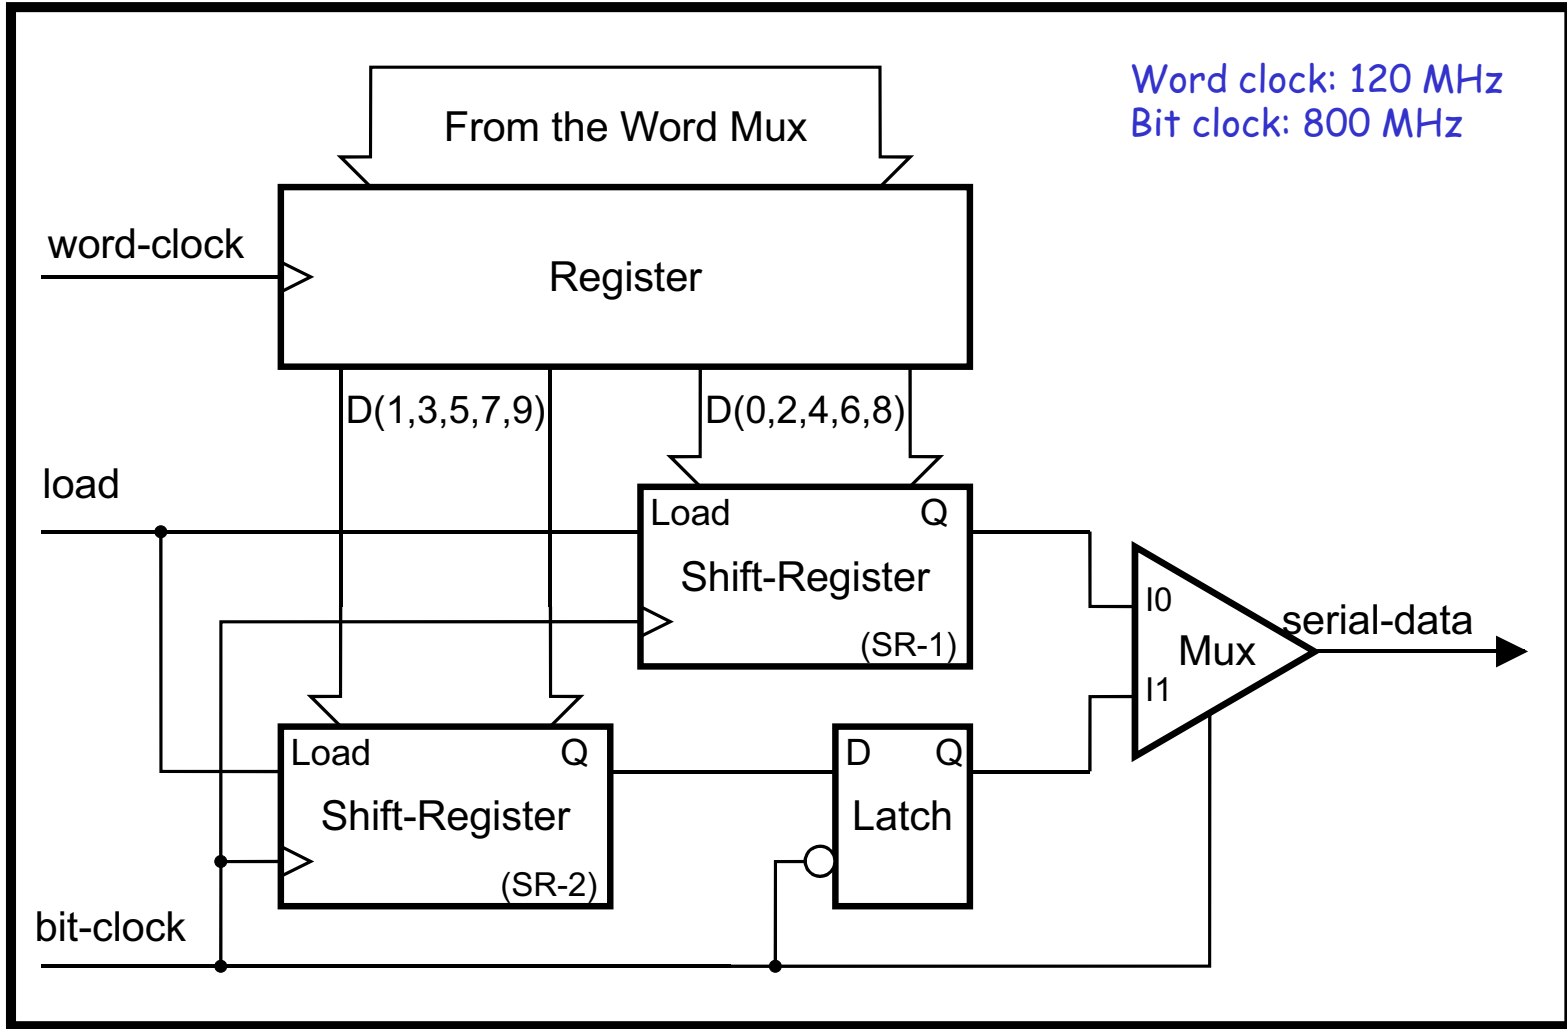 Word clock: 120 MHz
Bit clock: 800 MHz
From the Word Mux
word-clock
Register
D(1,3,5,7,9)
D(0,2,4,6,8)
load
Load
Q
Shift-Register
(SR-1)
I0
Mux
I1
serial-data
Load
Q
Shift-Register
(SR-2)
D
Q
Latch
bit-clock